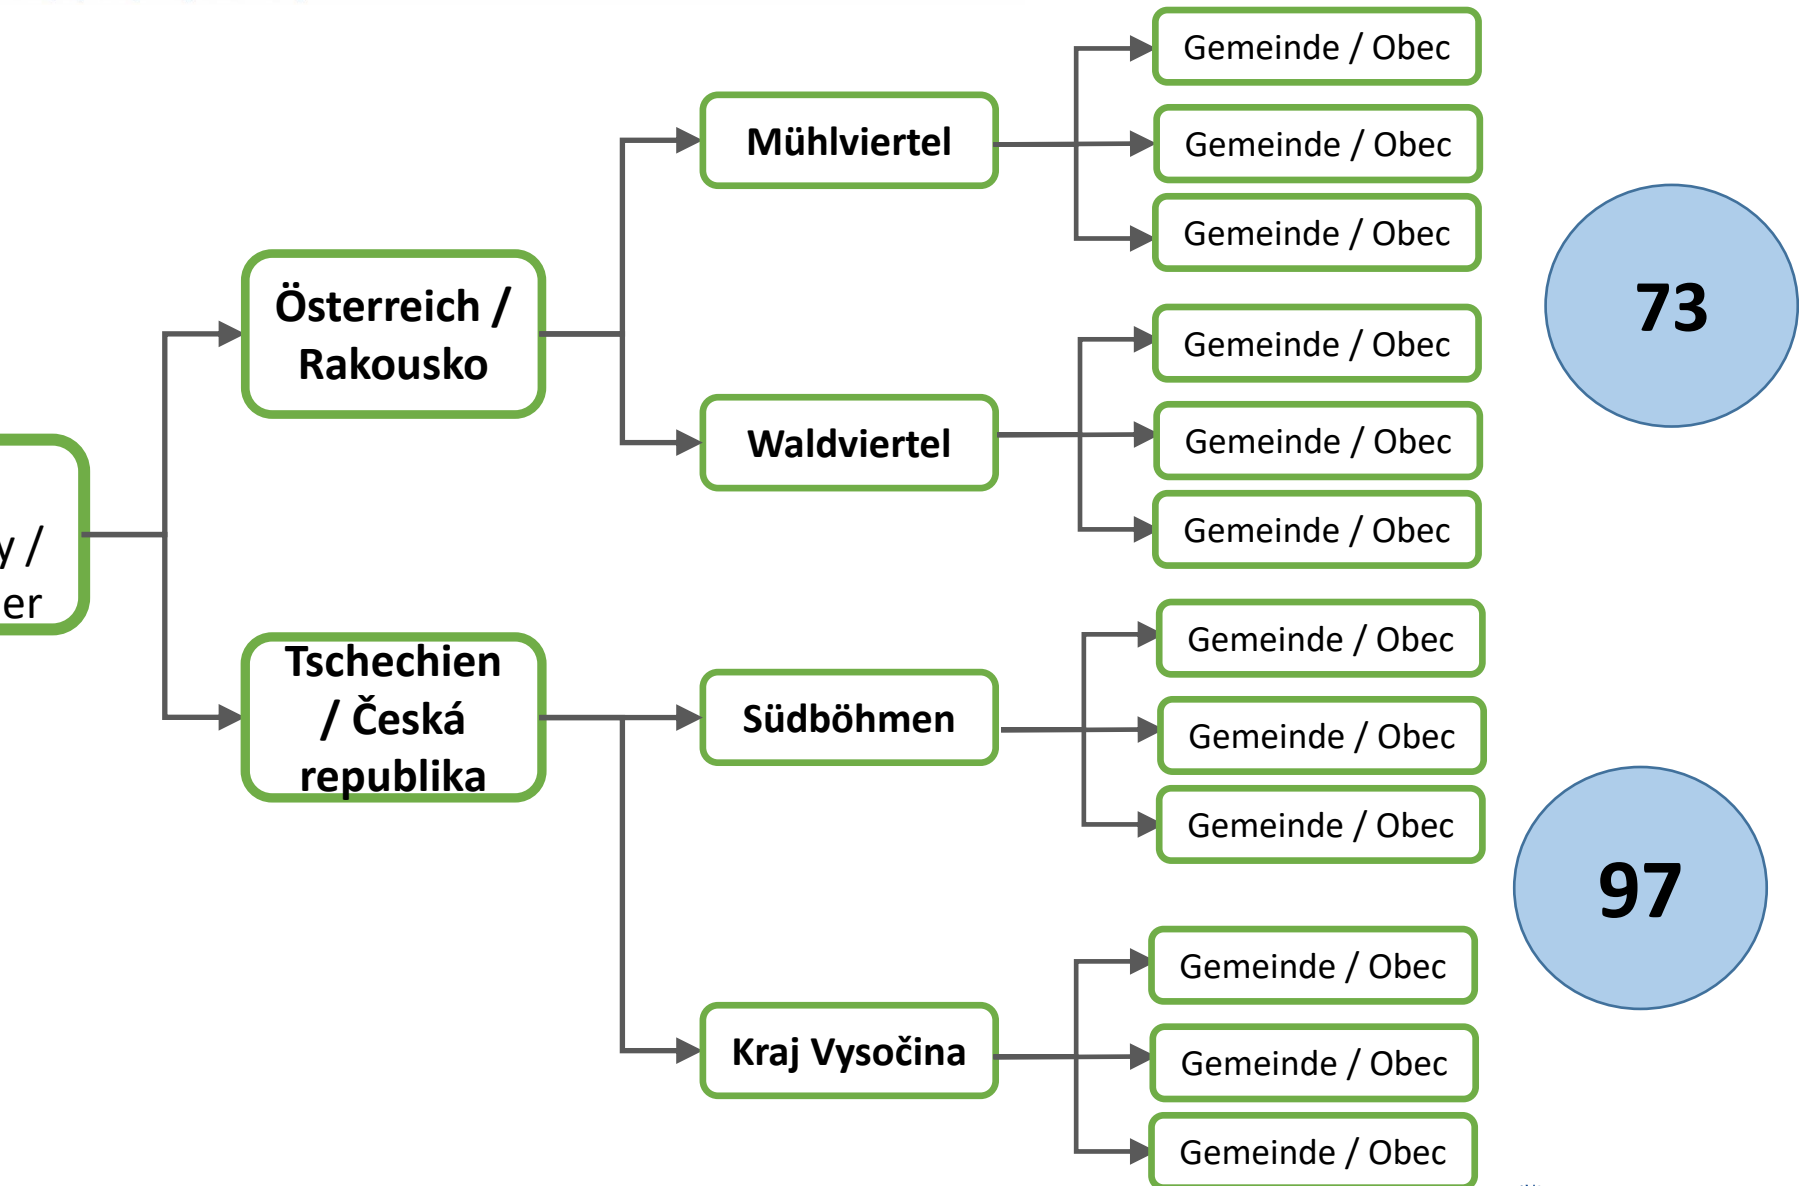 y /
er
Österreich /
Rakousko
Tschechien
/ Česká
republika
Mühlviertel
Waldviertel
Südböhmen
Kraj Vysočina
Gemeinde / Obec
Gemeinde / Obec
Gemeinde / Obec
Gemeinde / Obec
Gemeinde / Obec
Gemeinde / Obec
Gemeinde / Obec
Gemeinde / Obec
Gemeinde / Obec
Gemeinde / Obec
Gemeinde / Obec
Gemeinde / Obec
73
97